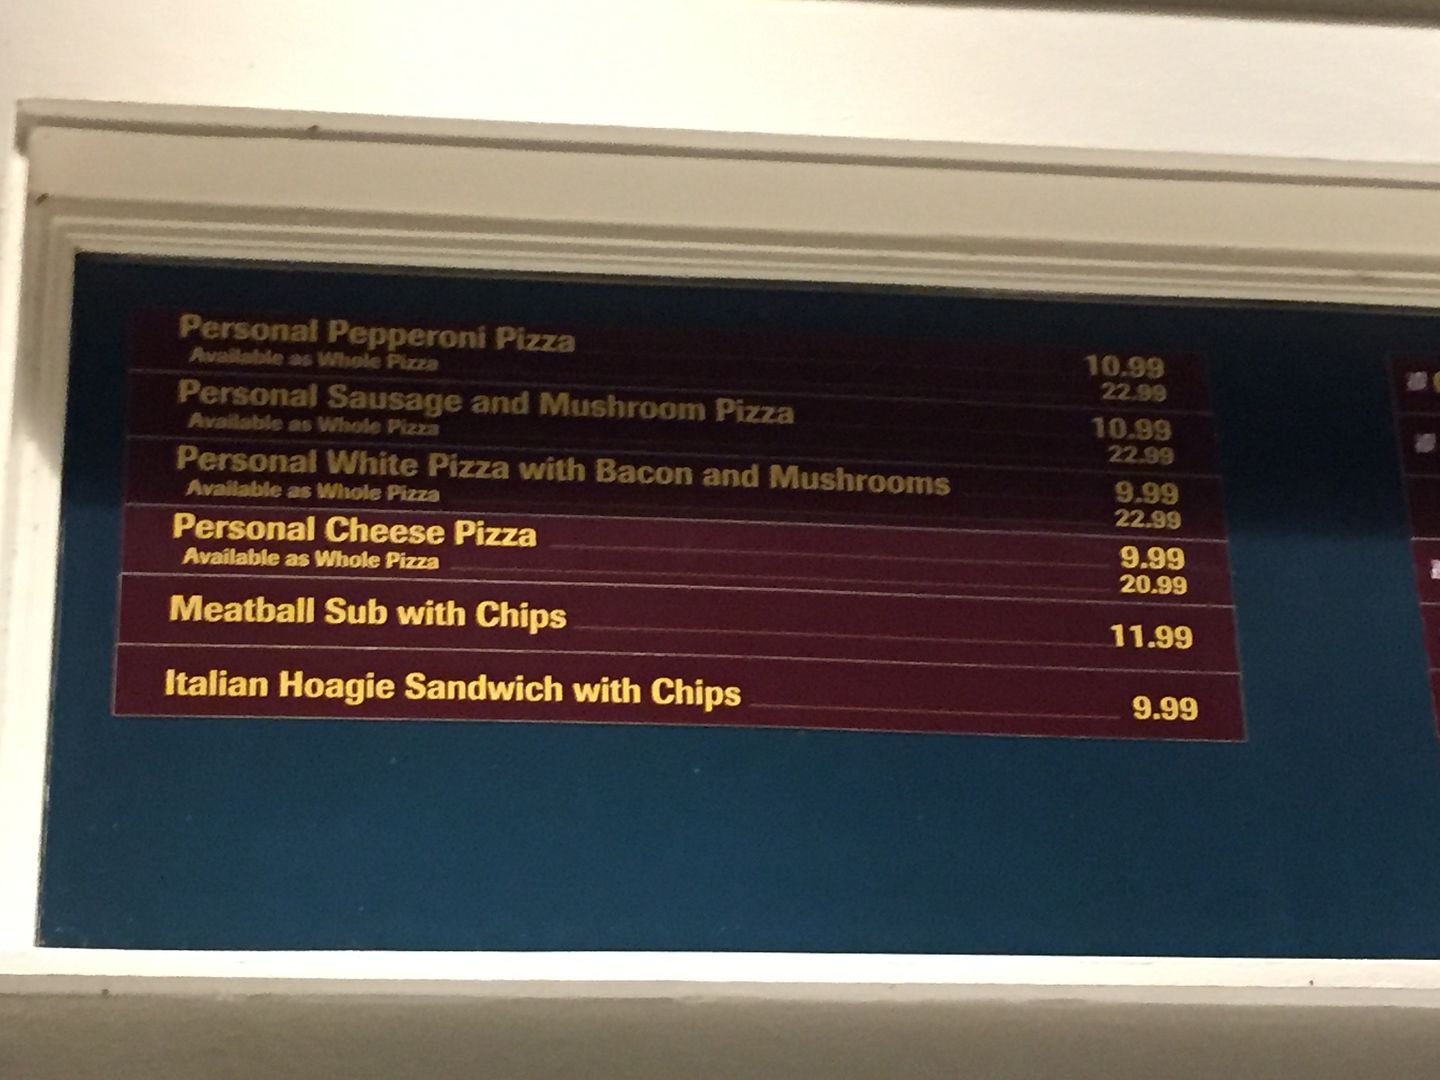 Personal Pepperoni Pizza 10.99
Available as Whole Pizza 22.99
Personal Sausage and Mushroom Pizza 10.99
Available as Whole Pizza 22.99
Personal White Pizza with Bacon and Mushrooms 9.99
Available as Whole Pizza 22.99
Personal Cheese Pizza 9.99
Available as Whole Pizza 20.99
Meatball Sub with Chips 11.99
Italian Hoagie Sandwich with Chips 9.99